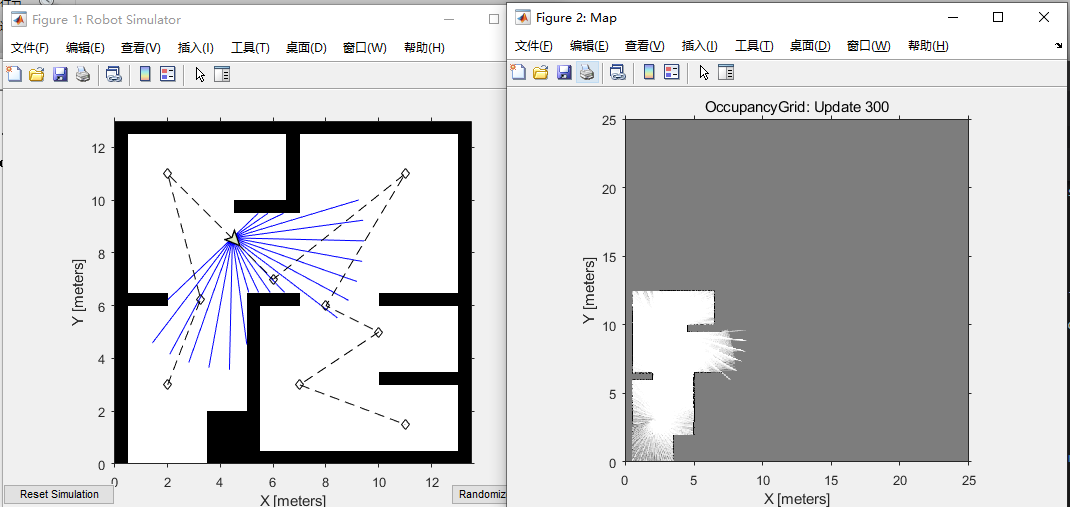 Figure 1: Robot Simulator
文件(F) 编辑(E) 查看(V) 插入(I) 工具(T) 桌面(D) 窗口(W) 帮助(H)
12
10
8
6
4
2
0
Y [meters]
0 2 4 6 8 10 12
X [meters]
Reset Simulation
Randomiz
Figure 2: Map
文件(F) 编辑(E) 查看(V) 插入(I) 工具(T) 桌面(D) 窗口(W) 帮助(H)
OccupancyGrid: Update 300
25
20
15
10
5
0
Y [meters]
0 5 10 15 20 25
X [meters]